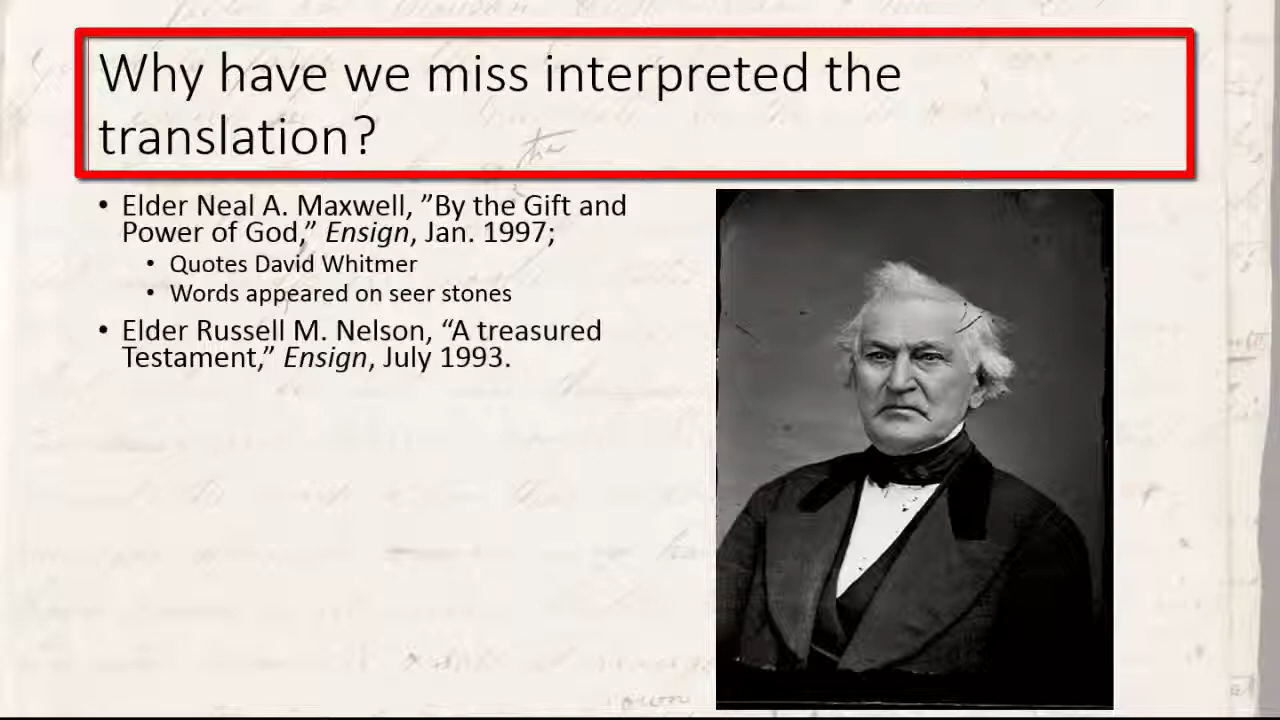 Why have we miss interpreted the
translation?
• Elder Neal A. Maxwell, ”By the Gift and
Power of God,” Ensign, Jan. 1997;
• Quotes David Whitmer
• Words appeared on seer stones
• Elder Russell M. Nelson, “A treasured
Testament,” Ensign, July 1993.